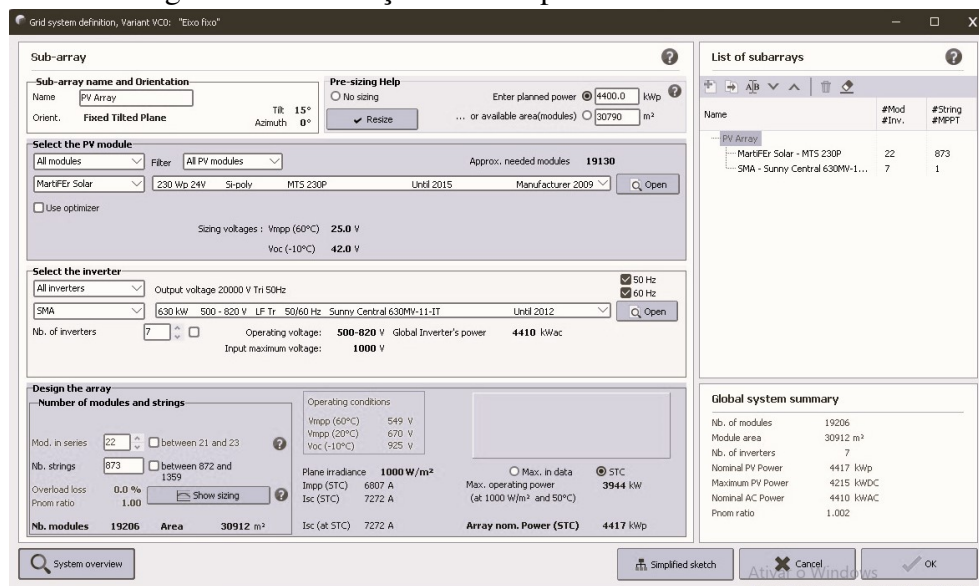 Grid system definition, Variant VC0: "Eixo fixo"
Sub-array
Sub-array name and Orientation
Name PV Array
Orient. Fixed Tilted Plane
Tilt 15°
Azimuth 0°
Pre-sizing Help
No sizing
Enter planned power 4400.0 kWp
Resize
... or available area(modules) 30790 m²
Select the PV module
All modules Filter All PV modules
Approx. needed modules 19130
MartiFEr Solar 230 Wp 24V Si-poly MTS 230P Until 2015 Manufacturer 2009 Open
Use optimizer
Sizing voltages : Vmpp (60°C) 25.0 V
Voc (-10°C) 42.0 V
Select the inverter
All inverters Output voltage 20000 V Tri 50Hz
50 Hz
60 Hz
SMA 630 kW 500 - 820 V LF Tr 50/60 Hz Sunny Central 630MV-11-IT Until 2012 Open
Nb. of inverters 7 Operating voltage: 500-820 V Global Inverter's power 4410 kWac
Input maximum voltage: 1000 V
Design the array
Number of modules and strings
Mod. in series 22 between 21 and 23
Nb. strings 873 between 872 and
1359
Overload loss 0.0 %
Pnom ratio 1.00
Show sizing
Nb. modules 19206 Area 30912 m²
Operating conditions
Vmpp (60°C) 549 V
Vmpp (20°C) 670 V
Voc (-10°C) 925 V
Plane irradiance 1000 W/m²
Impp (STC) 6807 A
Isc (STC) 7272 A
Isc (at STC) 7272 A
Max. in data STC
Max. operating power 3944 kW
(at 1000 W/m² and 50°C)
Array nom. Power (STC) 4417 kWp
List of subarrays
Name #Mod #String
#Inv. #MPPT
PV Array
MartiFEr Solar - MTS 230P 22 873
SMA - Sunny Central 630MV-1... 7 1
Global system summary
Nb. of modules 19206
Module area 30912 m²
Nb. of inverters 7
Nominal PV Power 4417 kWp
Maximum PV Power 4215 kWDC
Nominal AC Power 4410 kWAC
Pnom ratio 1.002
System overview
Simplified sketch
Cancel
OK
Ativar o Windows